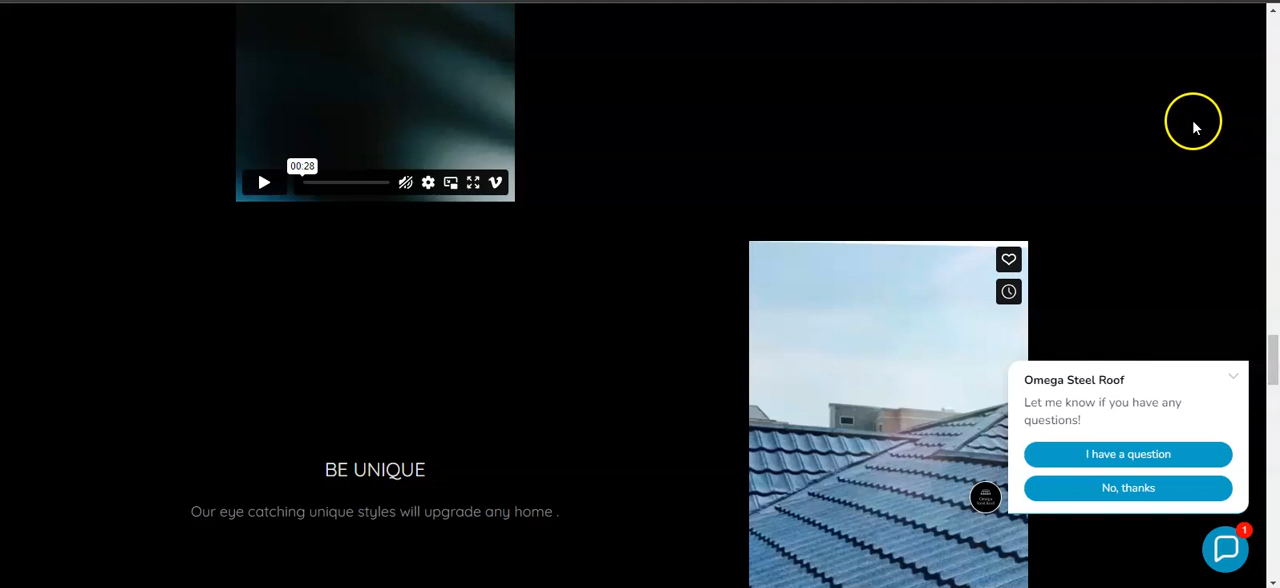 00:28
Omega Steel Roof
Let me know if you have any
questions!
I have a question
No, thanks
BE UNIQUE
Our eye catching unique styles will upgrade any home .
1